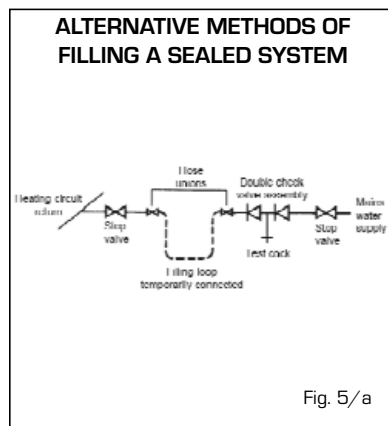 ALTERNATIVE METHODS OF
FILLING A SEALED SYSTEM
Hose
unions
Double check
valve assembly
Heating circuit
return
Mains
water
supply
Stop
valve
Stop
valve
Test cock
Filling loop
temporarily connected
Fig. 5/a